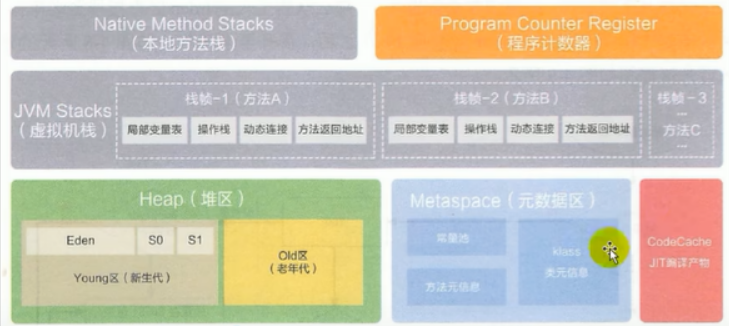 Native Method Stacks
（本地方法栈）
Program Counter Register
（程序计数器）
JVM Stacks
（虚拟机栈）
栈帧-1（方法A）
局部变量表 操作栈 动态连接 方法返回地址
栈帧-2（方法B）
局部变量表 操作栈 动态连接 方法返回地址
栈帧-3
...
方法C
...
Heap（堆区）
Eden S0 S1
Young区（新生代）
Old区
（老年代）
Metaspace（元数据区）
常量池
方法元信息
klass
类元信息
CodeCache
JIT编译产物